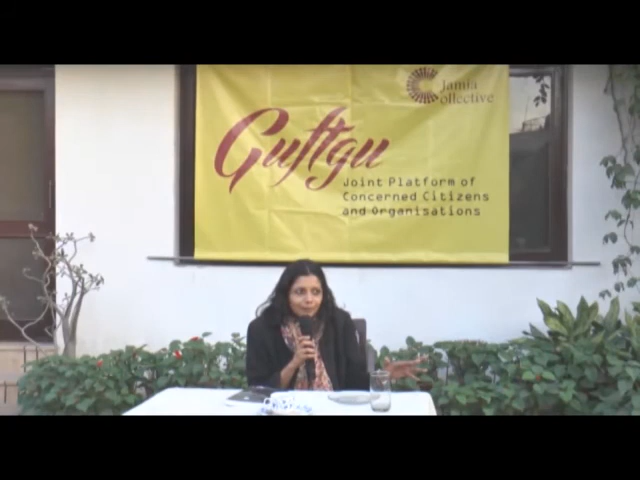 Jamia
Collective
Guftgu
Joint Platform of
Concerned Citizens
and Organisations